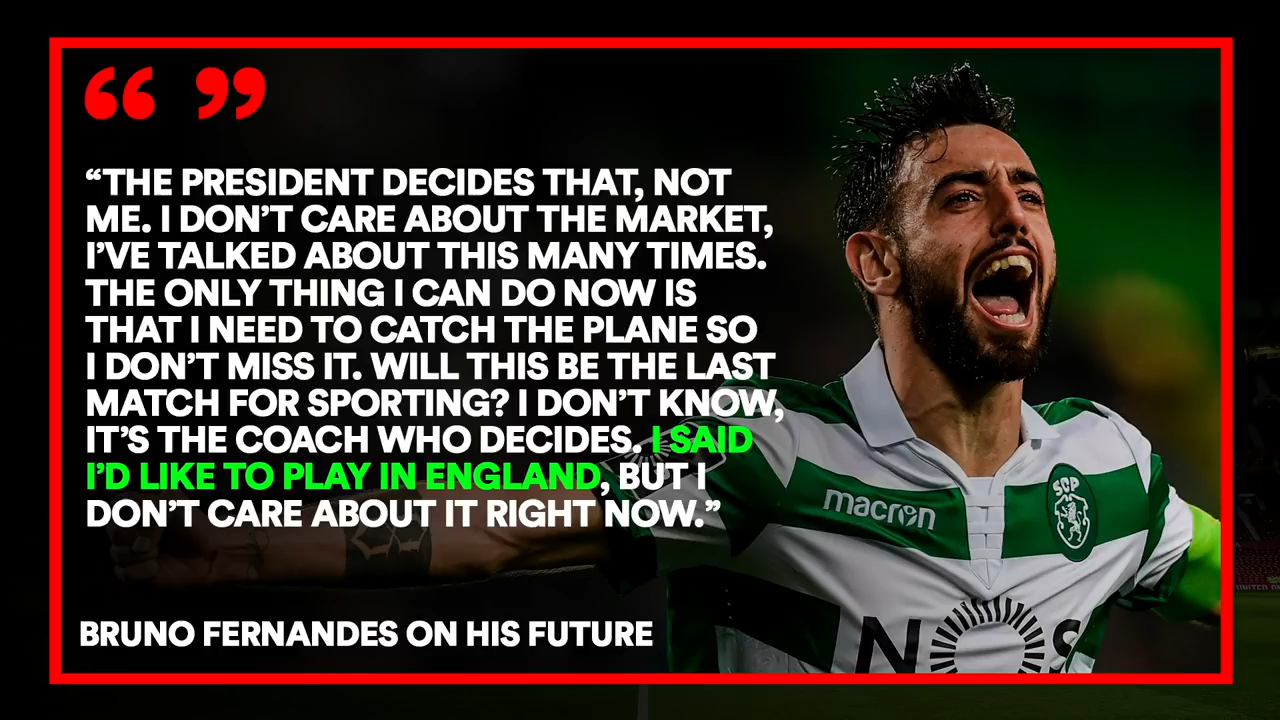 “ ”
“THE PRESIDENT DECIDES THAT, NOT
ME. I DON’T CARE ABOUT THE MARKET,
I’VE TALKED ABOUT THIS MANY TIMES.
THE ONLY THING I CAN DO NOW IS
THAT I NEED TO CATCH THE PLANE SO
I DON’T MISS IT. WILL THIS BE THE LAST
MATCH FOR SPORTING? I DON’T KNOW,
IT’S THE COACH WHO DECIDES. I SAID
I’D LIKE TO PLAY IN ENGLAND, BUT I
DON’T CARE ABOUT IT RIGHT NOW.”
BRUNO FERNANDES ON HIS FUTURE
SCP
macron
NOS